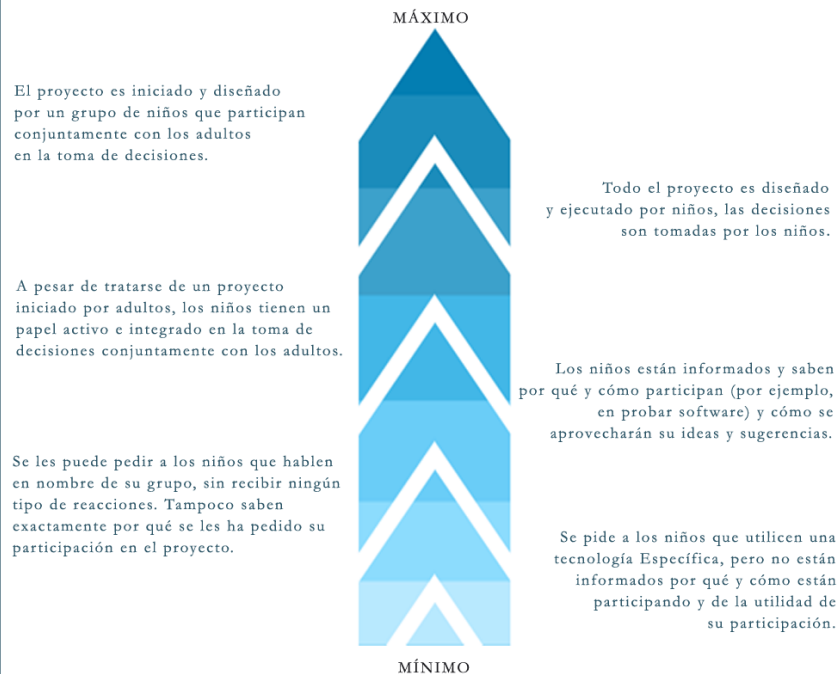 MÁXIMO
El proyecto es iniciado y diseñado
por un grupo de niños que participan
conjuntamente con los adultos
en la toma de decisiones.
Todo el proyecto es diseñado
y ejecutado por niños, las decisiones
son tomadas por los niños.
A pesar de tratarse de un proyecto
iniciado por adultos, los niños tienen un
papel activo e integrado en la toma de
decisiones conjuntamente con los adultos.
Los niños están informados y saben
por qué y cómo participan (por ejemplo,
en probar software) y cómo se
aprovecharán su ideas y sugerencias.
Se les puede pedir a los niños que hablen
en nombre de su grupo, sin recibir ningún
tipo de reacciones. Tampoco saben
exactamente por qué se les ha pedido su
participación en el proyecto.
Se pide a los niños que utilicen una
tecnología Específica, pero no están
informados por qué y cómo están
participando y de la utilidad de
su participación.
MÍNIMO